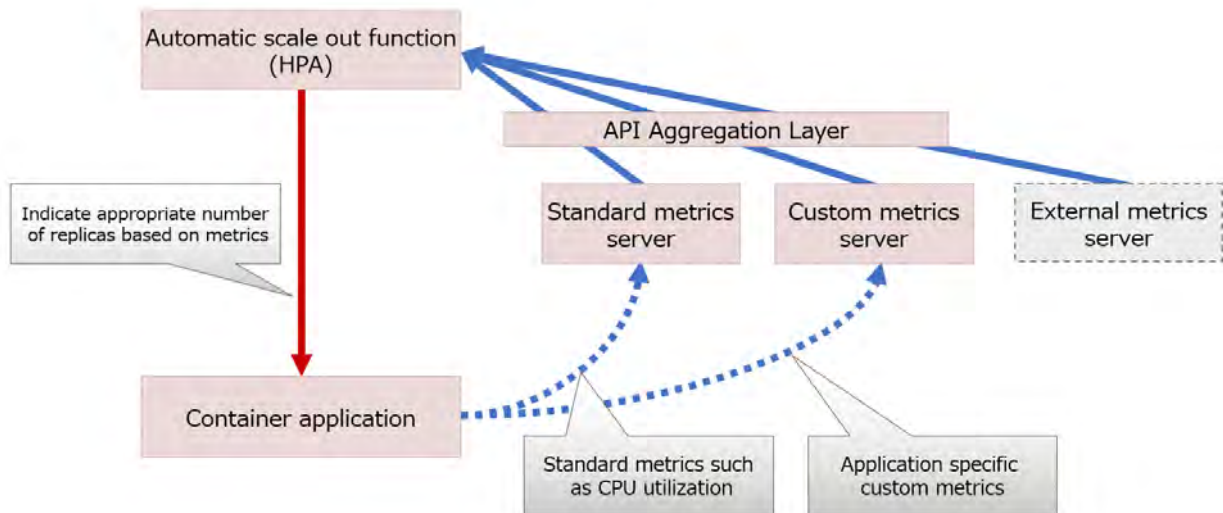 Automatic scale out function
(HPA)
API Aggregation Layer
Indicate appropriate number
of replicas based on metrics
Standard metrics
server
Custom metrics
server
External metrics
server
Container application
Standard metrics such
as CPU utilization
Application specific
custom metrics